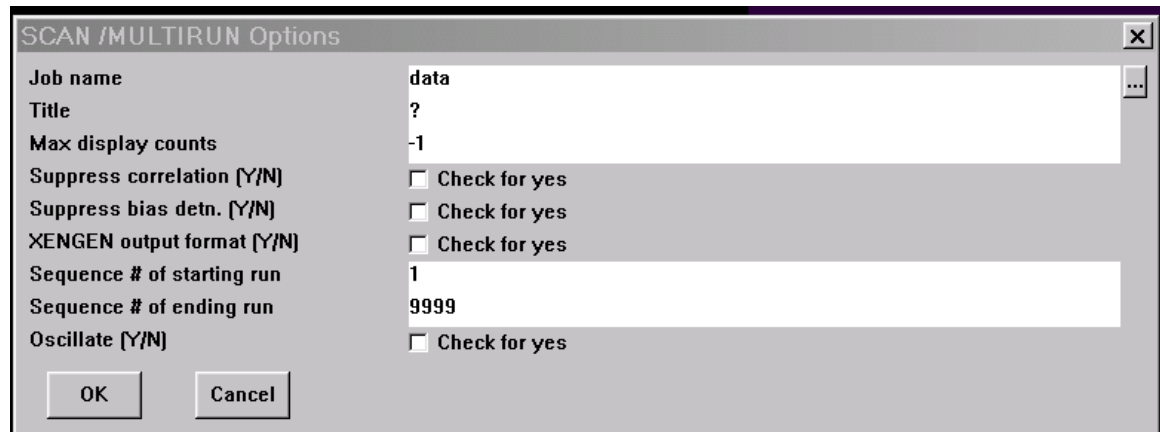 SCAN /MULTIRUN Options
Job name data ...
Title ?
Max display counts -1
Suppress correlation (Y/N) Check for yes
Suppress bias detn. (Y/N) Check for yes
XENGEN output format (Y/N) Check for yes
Sequence # of starting run 1
Sequence # of ending run 9999
Oscillate (Y/N) Check for yes
OK Cancel